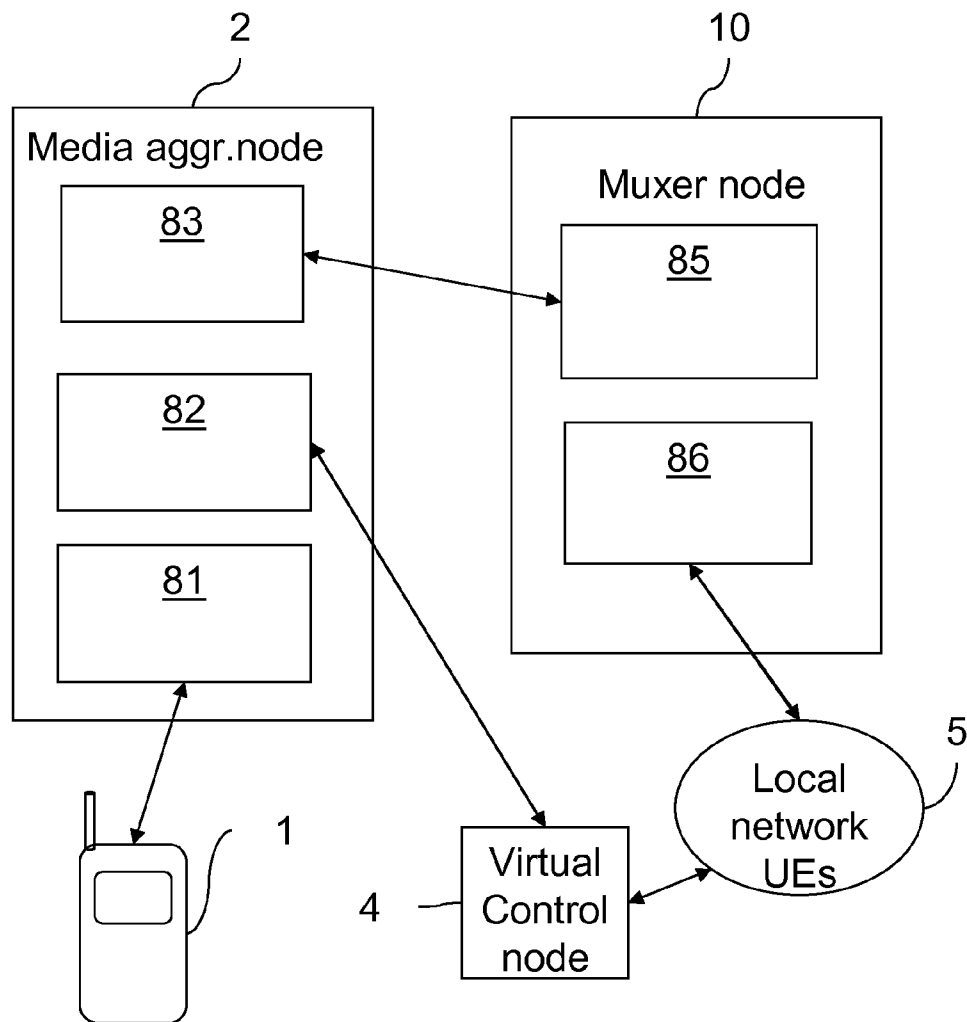 2
10
Media aggr.node
83
82
81
Muxer node
85
86
1
4
Virtual
Control
node
Local
network
UEs
5